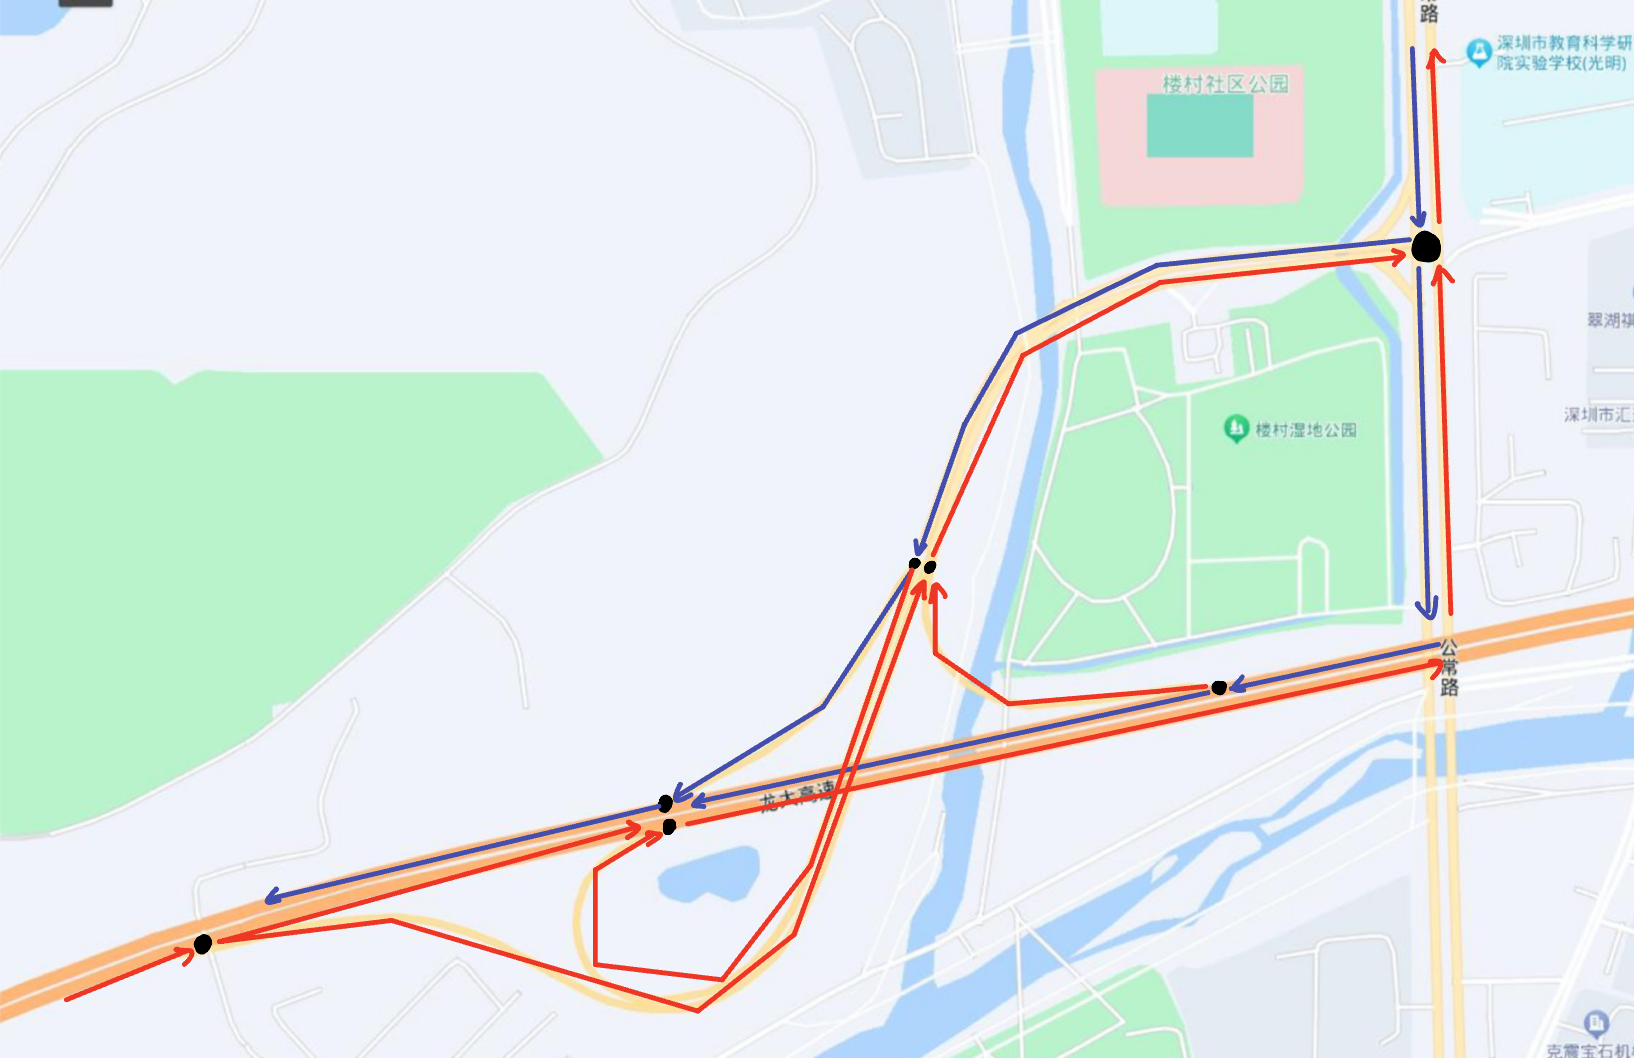 路
深圳市教育科学研
院实验学校(光明)
楼村社区公园
翠湖祺
深圳市汇
楼村湿地公园
公
常
路
龙大高速
克震宝石机